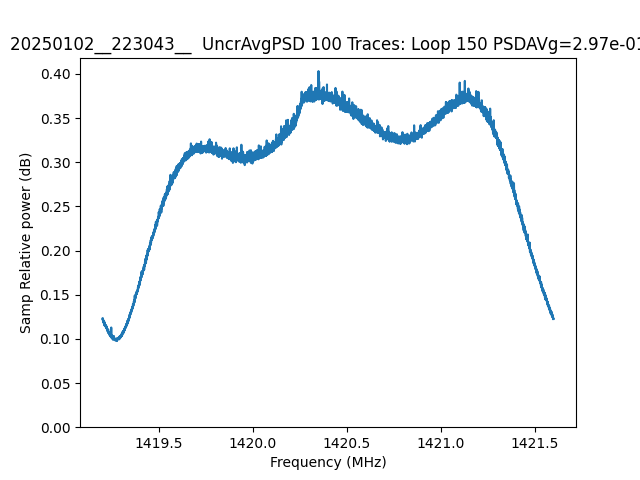 20250102__223043__  UncrAvgPSD 100 Traces: Loop 150 PSDAVg=2.97e-01
0.40
0.35
0.30
0.25
0.20
0.15
0.10
0.05
0.00
Samp Relative power (dB)
1419.5 1420.0 1420.5 1421.0 1421.5
Frequency (MHz)